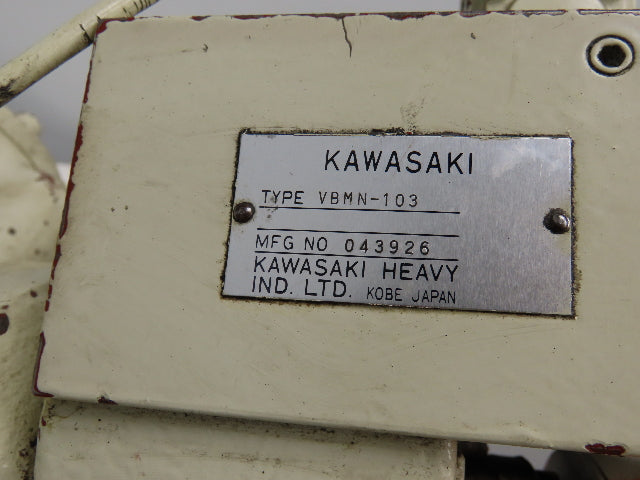 KAWASAKI
TYPE VBMN-103
MFG NO 043926
KAWASAKI HEAVY
IND. LTD. KOBE JAPAN